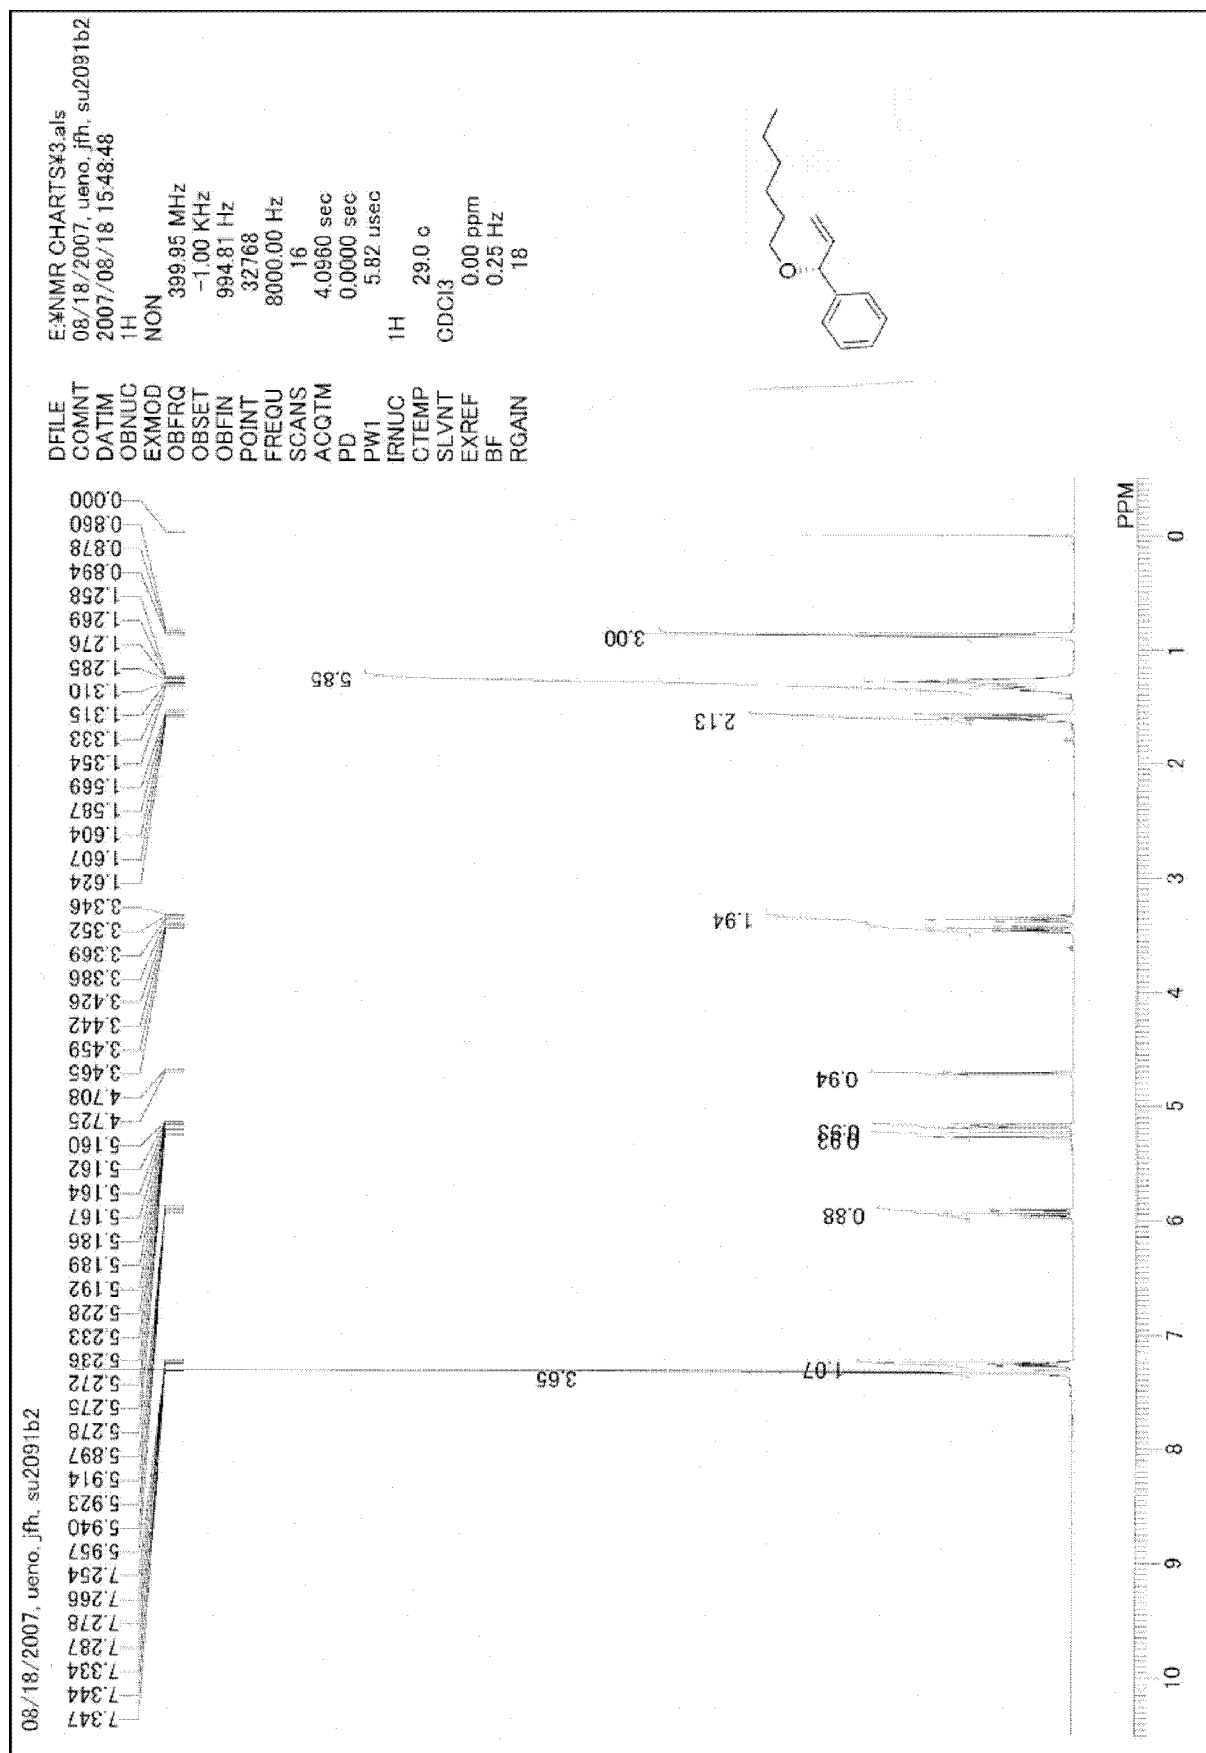 08/18/2007, ueno, jfh, su2091b2
7.347
7.344
7.334
7.287
7.278
7.266
7.254
5.957
5.940
5.923
5.914
5.897
5.278
5.275
5.272
5.236
5.233
5.228
5.192
5.189
5.186
5.167
5.164
5.162
5.160
4.725
4.708
3.465
3.459
3.442
3.426
3.386
3.369
3.352
3.346
1.624
1.607
1.604
1.587
1.569
1.354
1.333
1.315
1.310
1.285
1.276
1.269
1.258
0.894
0.878
0.860
0.000
DFILE E:¥NMR CHARTS¥3.als
COMNT 08/18/2007, ueno, jfh, su2091b2
DATIM 2007/08/18 15:48:48
OBNUC 1H
EXMOD NON
OBFRQ 399.95 MHz
OBSET -1.00 KHz
OBFIN 994.81 Hz
POINT 32768
FREQU 8000.00 Hz
SCANS 16
ACQTM 4.0960 sec
PD 0.0000 sec
PW1 5.82 usec
IRNUC 1H
CTEMP 29.0 c
SLVNT CDCl3
EXREF 0.00 ppm
BF 0.25 Hz
RGAIN 18
3.65
1.07
0.88
0.93
0.93
0.94
1.94
2.13
5.85
3.00
O
PPM
10 9 8 7 6 5 4 3 2 1 0